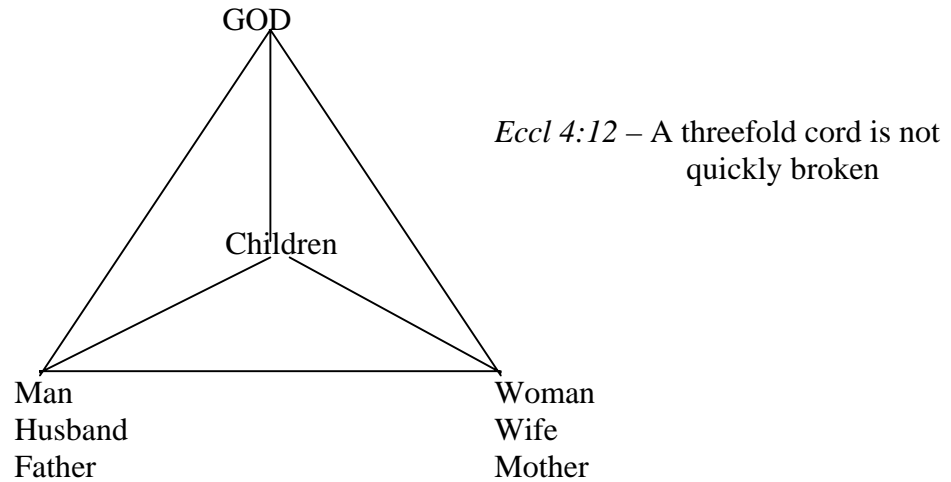 GOD
Eccl 4:12 – A threefold cord is not
quickly broken
Children
Man
Husband
Father
Woman
Wife
Mother